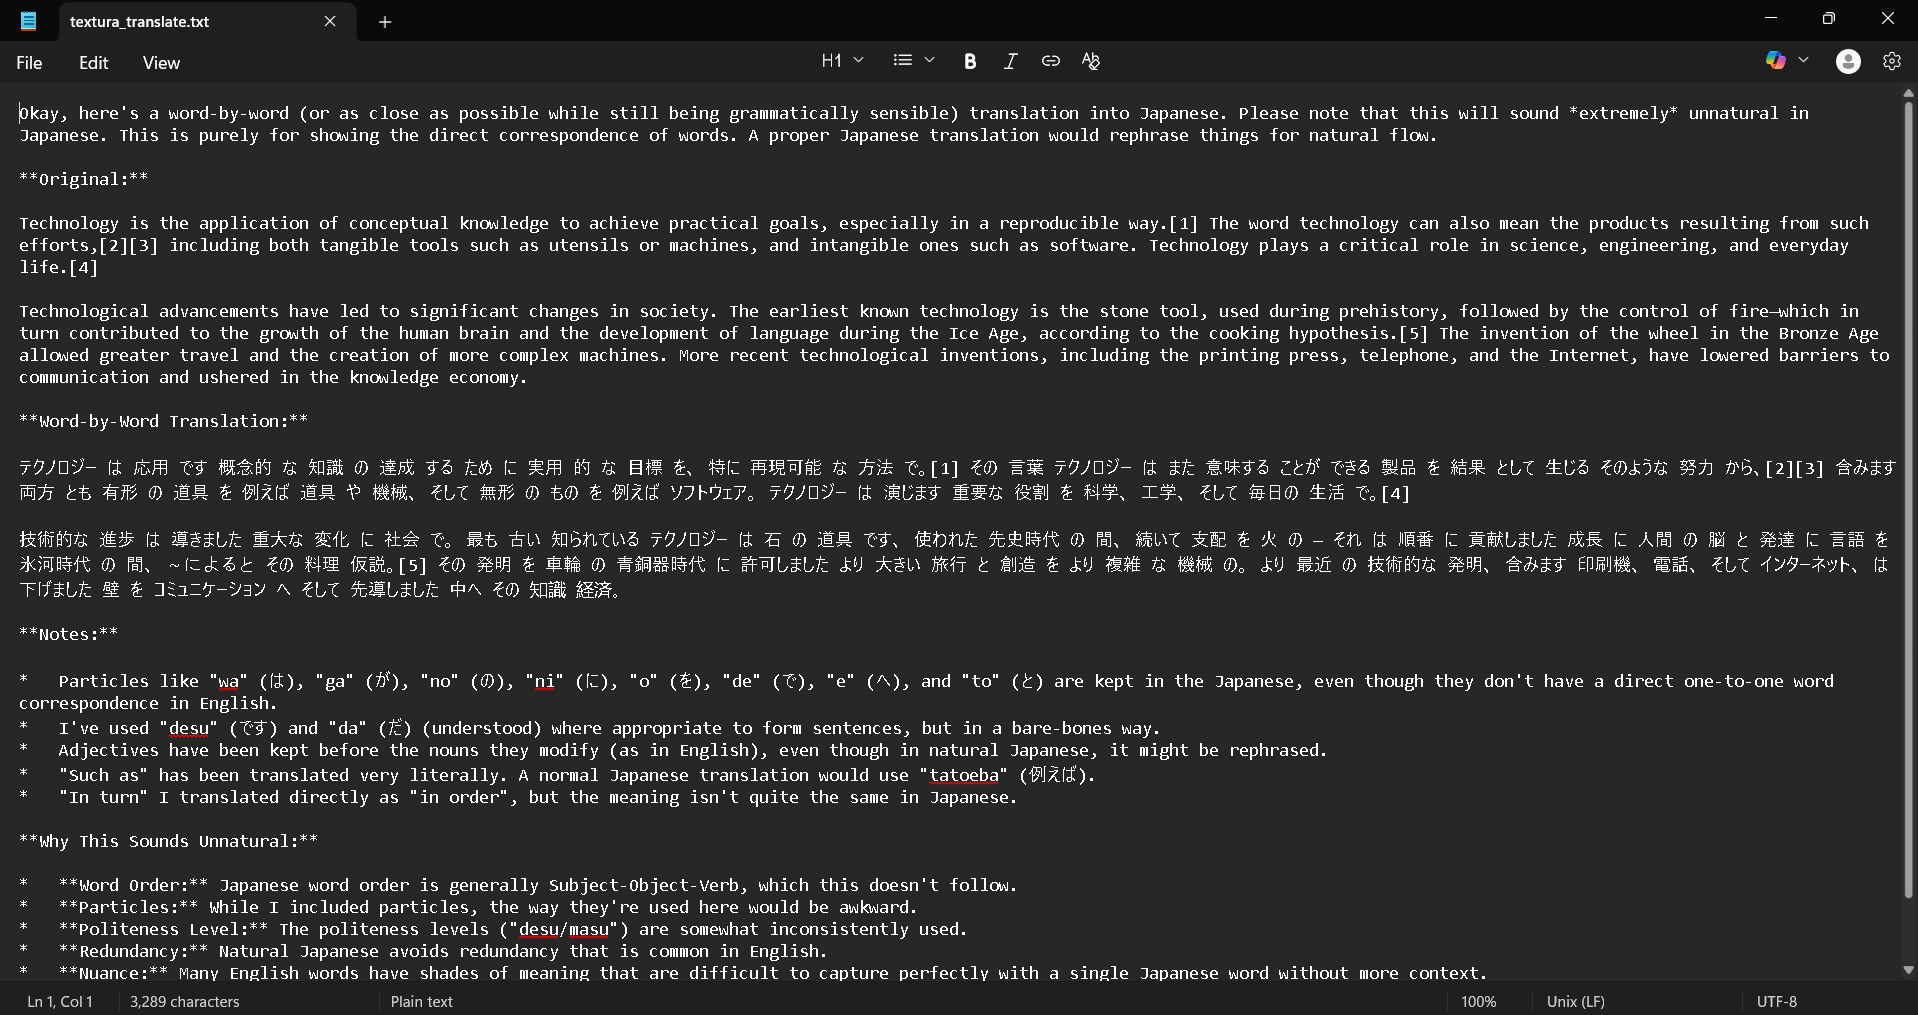 textura_translate.txt
File Edit View H1
Okay, here's a word-by-word (or as close as possible while still being grammatically sensible) translation into Japanese. Please note that this will sound *extremely* unnatural in
Japanese. This is purely for showing the direct correspondence of words. A proper Japanese translation would rephrase things for natural flow.
**Original:**
Technology is the application of conceptual knowledge to achieve practical goals, especially in a reproducible way.[1] The word technology can also mean the products resulting from such
efforts,[2][3] including both tangible tools such as utensils or machines, and intangible ones such as software. Technology plays a critical role in science, engineering, and everyday
life.[4]
Technological advancements have led to significant changes in society. The earliest known technology is the stone tool, used during prehistory, followed by the control of fire—which in
turn contributed to the growth of the human brain and the development of language during the Ice Age, according to the cooking hypothesis.[5] The invention of the wheel in the Bronze Age
allowed greater travel and the creation of more complex machines. More recent technological inventions, including the printing press, telephone, and the Internet, have lowered barriers to
communication and ushered in the knowledge economy.
**Word-by-Word Translation:**
テクノロジー は 応用 です 概念的 な 知識 の 達成 する ため に 実用 的 な 目標 を、 特に 再現可能 な 方法 で。[1] その 言葉 テクノロジー は また 意味する ことが できる 製品 を 結果 として 生じる そのような 努力 から、[2][3] 含みます
両方 とも 有形 の 道具 を 例えば 道具 や 機械、 そして 無形 の もの を 例えば ソフトウェア。 テクノロジー は 演じます 重要な 役割 を 科学、 工学、 そして 毎日の 生活 で。[4]
技術的な 進歩 は 導きました 重大な 変化 に 社会 で。 最も 古い 知られている テクノロジー は 石 の 道具 です、 使われた 先史時代 の 間、 続いて 支配 を 火 の — それ は 順番 に 貢献しました 成長 に 人間 の 脳 と 発達 に 言語 を
氷河時代 の 間、 ~によると その 料理 仮説。[5] その 発明 を 車輪 の 青銅器時代 に 許可しました より 大きい 旅行 と 創造 を より 複雑 な 機械 の。 より 最近 の 技術的な 発明、 含みます 印刷機、 電話、 そして インターネット、 は
下げました 壁 を コミュニケーション へ そして 先導しました 中へ その 知識 経済。
**Notes:**
*   Particles like "wa" (は), "ga" (が), "no" (の), "ni" (に), "o" (を), "de" (で), "e" (へ), and "to" (と) are kept in the Japanese, even though they don't have a direct one-to-one word
correspondence in English.
*   I've used "desu" (です) and "da" (だ) (understood) where appropriate to form sentences, but in a bare-bones way.
*   Adjectives have been kept before the nouns they modify (as in English), even though in natural Japanese, it might be rephrased.
*   "Such as" has been translated very literally. A normal Japanese translation would use "tatoeba" (例えば).
*   "In turn" I translated directly as "in order", but the meaning isn't quite the same in Japanese.
**Why This Sounds Unnatural:**
*   **Word Order:** Japanese word order is generally Subject-Object-Verb, which this doesn't follow.
*   **Particles:** While I included particles, the way they're used here would be awkward.
*   **Politeness Level:** The politeness levels ("desu/masu") are somewhat inconsistently used.
*   **Redundancy:** Natural Japanese avoids redundancy that is common in English.
*   **Nuance:** Many English words have shades of meaning that are difficult to capture perfectly with a single Japanese word without more context.
Ln 1, Col 1 3,289 characters Plain text 100% Unix (LF) UTF-8